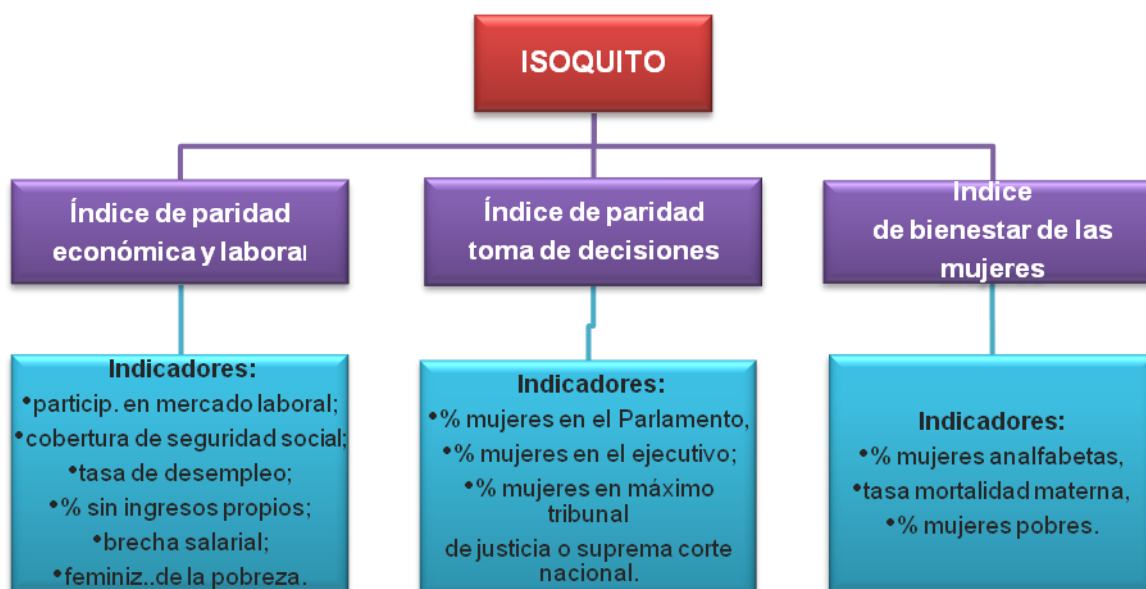 ISOQUITO
Índice de paridad
económica y laboral
Índice de paridad
toma de decisiones
Indice
de bienestar de las
mujeres
Indicadores:
•particip. en mercado laboral;
•cobertura de seguridad social;
•tasa de desempleo;
•% sin ingresos propios;
•brecha salarial;
•feminiz..de la pobreza.
Indicadores:
•% mujeres en el Parlamento,
•% mujeres en el ejecutivo;
•% mujeres en máximo
tribunal
de justicia o suprema corte
nacional.
Indicadores:
•% mujeres analfabetas,
•tasa mortalidad materna,
•% mujeres pobres.